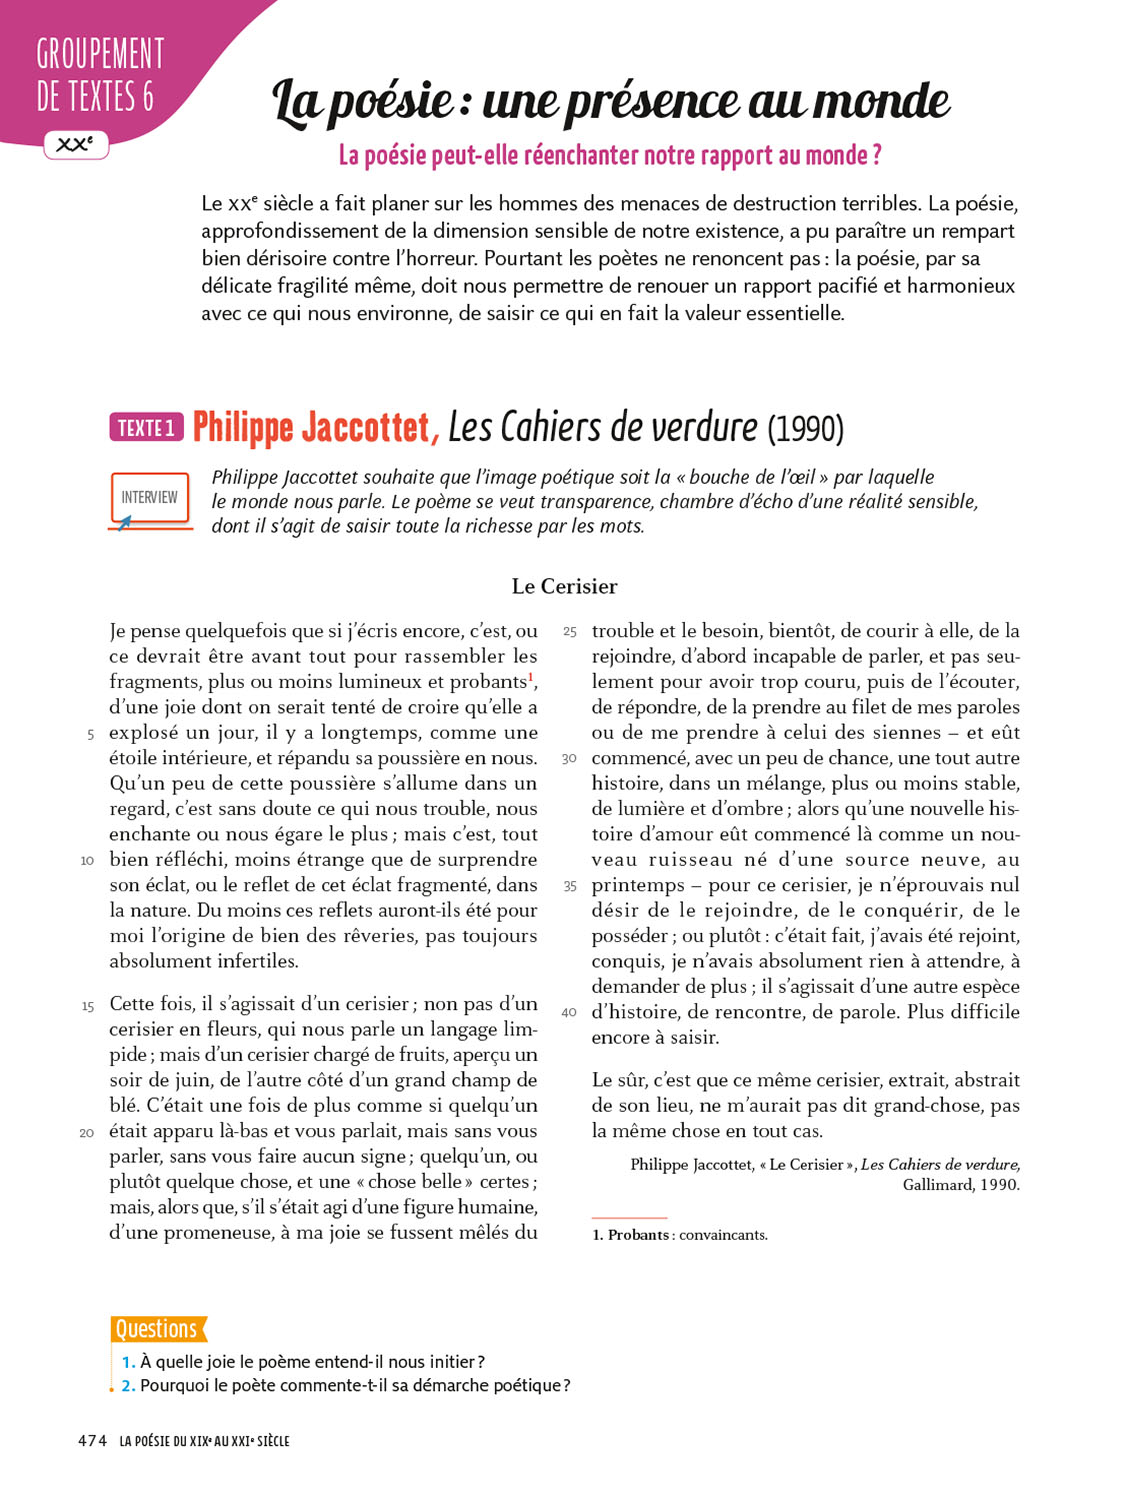 GROUPEMENT
DE TEXTES 6
XXe
La poésie : une présence au monde
La poésie peut-elle réenchanter notre rapport au monde ?
Le XXe siècle a fait planer sur les hommes des menaces de destruction terribles. La poésie,
approfondissement de la dimension sensible de notre existence, a pu paraître un rempart
bien dérisoire contre l'horreur. Pourtant les poètes ne renoncent pas : la poésie, par sa
délicate fragilité même, doit nous permettre de renouer un rapport pacifié et harmonieux
avec ce qui nous environne, de saisir ce qui en fait la valeur essentielle.
TEXTE 1 Philippe Jaccottet, Les Cahiers de verdure (1990)
INTERVIEW
Philippe Jaccottet souhaite que l'image poétique soit la « bouche de l'œil » par laquelle
le monde nous parle. Le poème se veut transparence, chambre d'écho d'une réalité sensible,
dont il s'agit de saisir toute la richesse par les mots.
Le Cerisier
Je pense quelquefois que si j'écris encore, c'est, ou
ce devrait être avant tout pour rassembler les
fragments, plus ou moins lumineux et probants1,
d'une joie dont on serait tenté de croire qu'elle a
5 explosé un jour, il y a longtemps, comme une
étoile intérieure, et répandu sa poussière en nous.
Qu'un peu de cette poussière s'allume dans un
regard, c'est sans doute ce qui nous trouble, nous
enchante ou nous égare le plus ; mais c'est, tout
10 bien réfléchi, moins étrange que de surprendre
son éclat, ou le reflet de cet éclat fragmenté, dans
la nature. Du moins ces reflets auront-ils été pour
moi l'origine de bien des rêveries, pas toujours
absolument infertiles.
15 Cette fois, il s'agissait d'un cerisier ; non pas d'un
cerisier en fleurs, qui nous parle un langage lim-
pide ; mais d'un cerisier chargé de fruits, aperçu un
soir de juin, de l'autre côté d'un grand champ de
blé. C'était une fois de plus comme si quelqu'un
20 était apparu là-bas et vous parlait, mais sans vous
parler, sans vous faire aucun signe ; quelqu'un, ou
plutôt quelque chose, et une « chose belle » certes ;
mais, alors que, s'il s'était agi d'une figure humaine,
d'une promeneuse, à ma joie se fussent mêlés du
25 trouble et le besoin, bientôt, de courir à elle, de la
rejoindre, d'abord incapable de parler, et pas seu-
lement pour avoir trop couru, puis de l'écouter,
de répondre, de la prendre au filet de mes paroles
ou de me prendre à celui des siennes – et eût
30 commencé, avec un peu de chance, une tout autre
histoire, dans un mélange, plus ou moins stable,
de lumière et d'ombre ; alors qu'une nouvelle his-
toire d'amour eût commencé là comme un nou-
veau ruisseau né d'une source neuve, au
35 printemps – pour ce cerisier, je n'éprouvais nul
désir de le rejoindre, de le conquérir, de le
posséder ; ou plutôt : c'était fait, j'avais été rejoint,
conquis, je n'avais absolument rien à attendre, à
demander de plus ; il s'agissait d'une autre espèce
40 d'histoire, de rencontre, de parole. Plus difficile
encore à saisir.
Le sûr, c'est que ce même cerisier, extrait, abstrait
de son lieu, ne m'aurait pas dit grand-chose, pas
la même chose en tout cas.
Philippe Jaccottet, « Le Cerisier », Les Cahiers de verdure,
Gallimard, 1990.
1. Probants : convaincants.
Questions
1. À quelle joie le poème entend-il nous initier ?
2. Pourquoi le poète commente-t-il sa démarche poétique ?
474 LA POÉSIE DU XIXe AU XXIe SIÈCLE